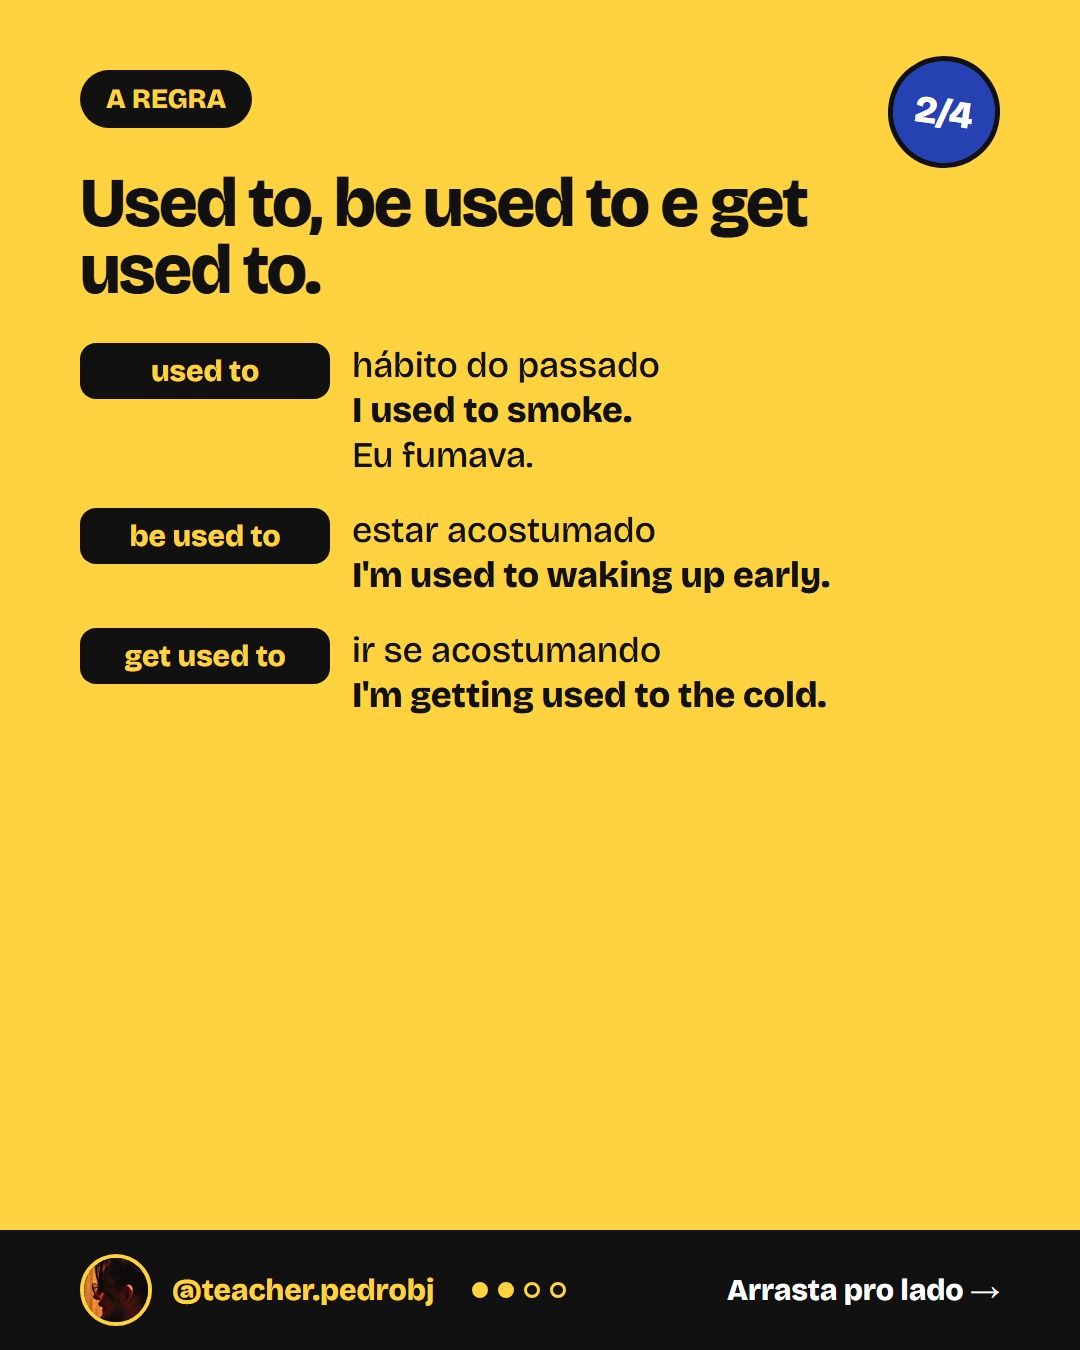 A REGRA
2/4
Used to, be used to e get
used to.
used to
hábito do passado
I used to smoke.
Eu fumava.
be used to
estar acostumado
I'm used to waking up early.
get used to
ir se acostumando
I'm getting used to the cold.
@teacher.pedrobj
Arrasta pro lado →